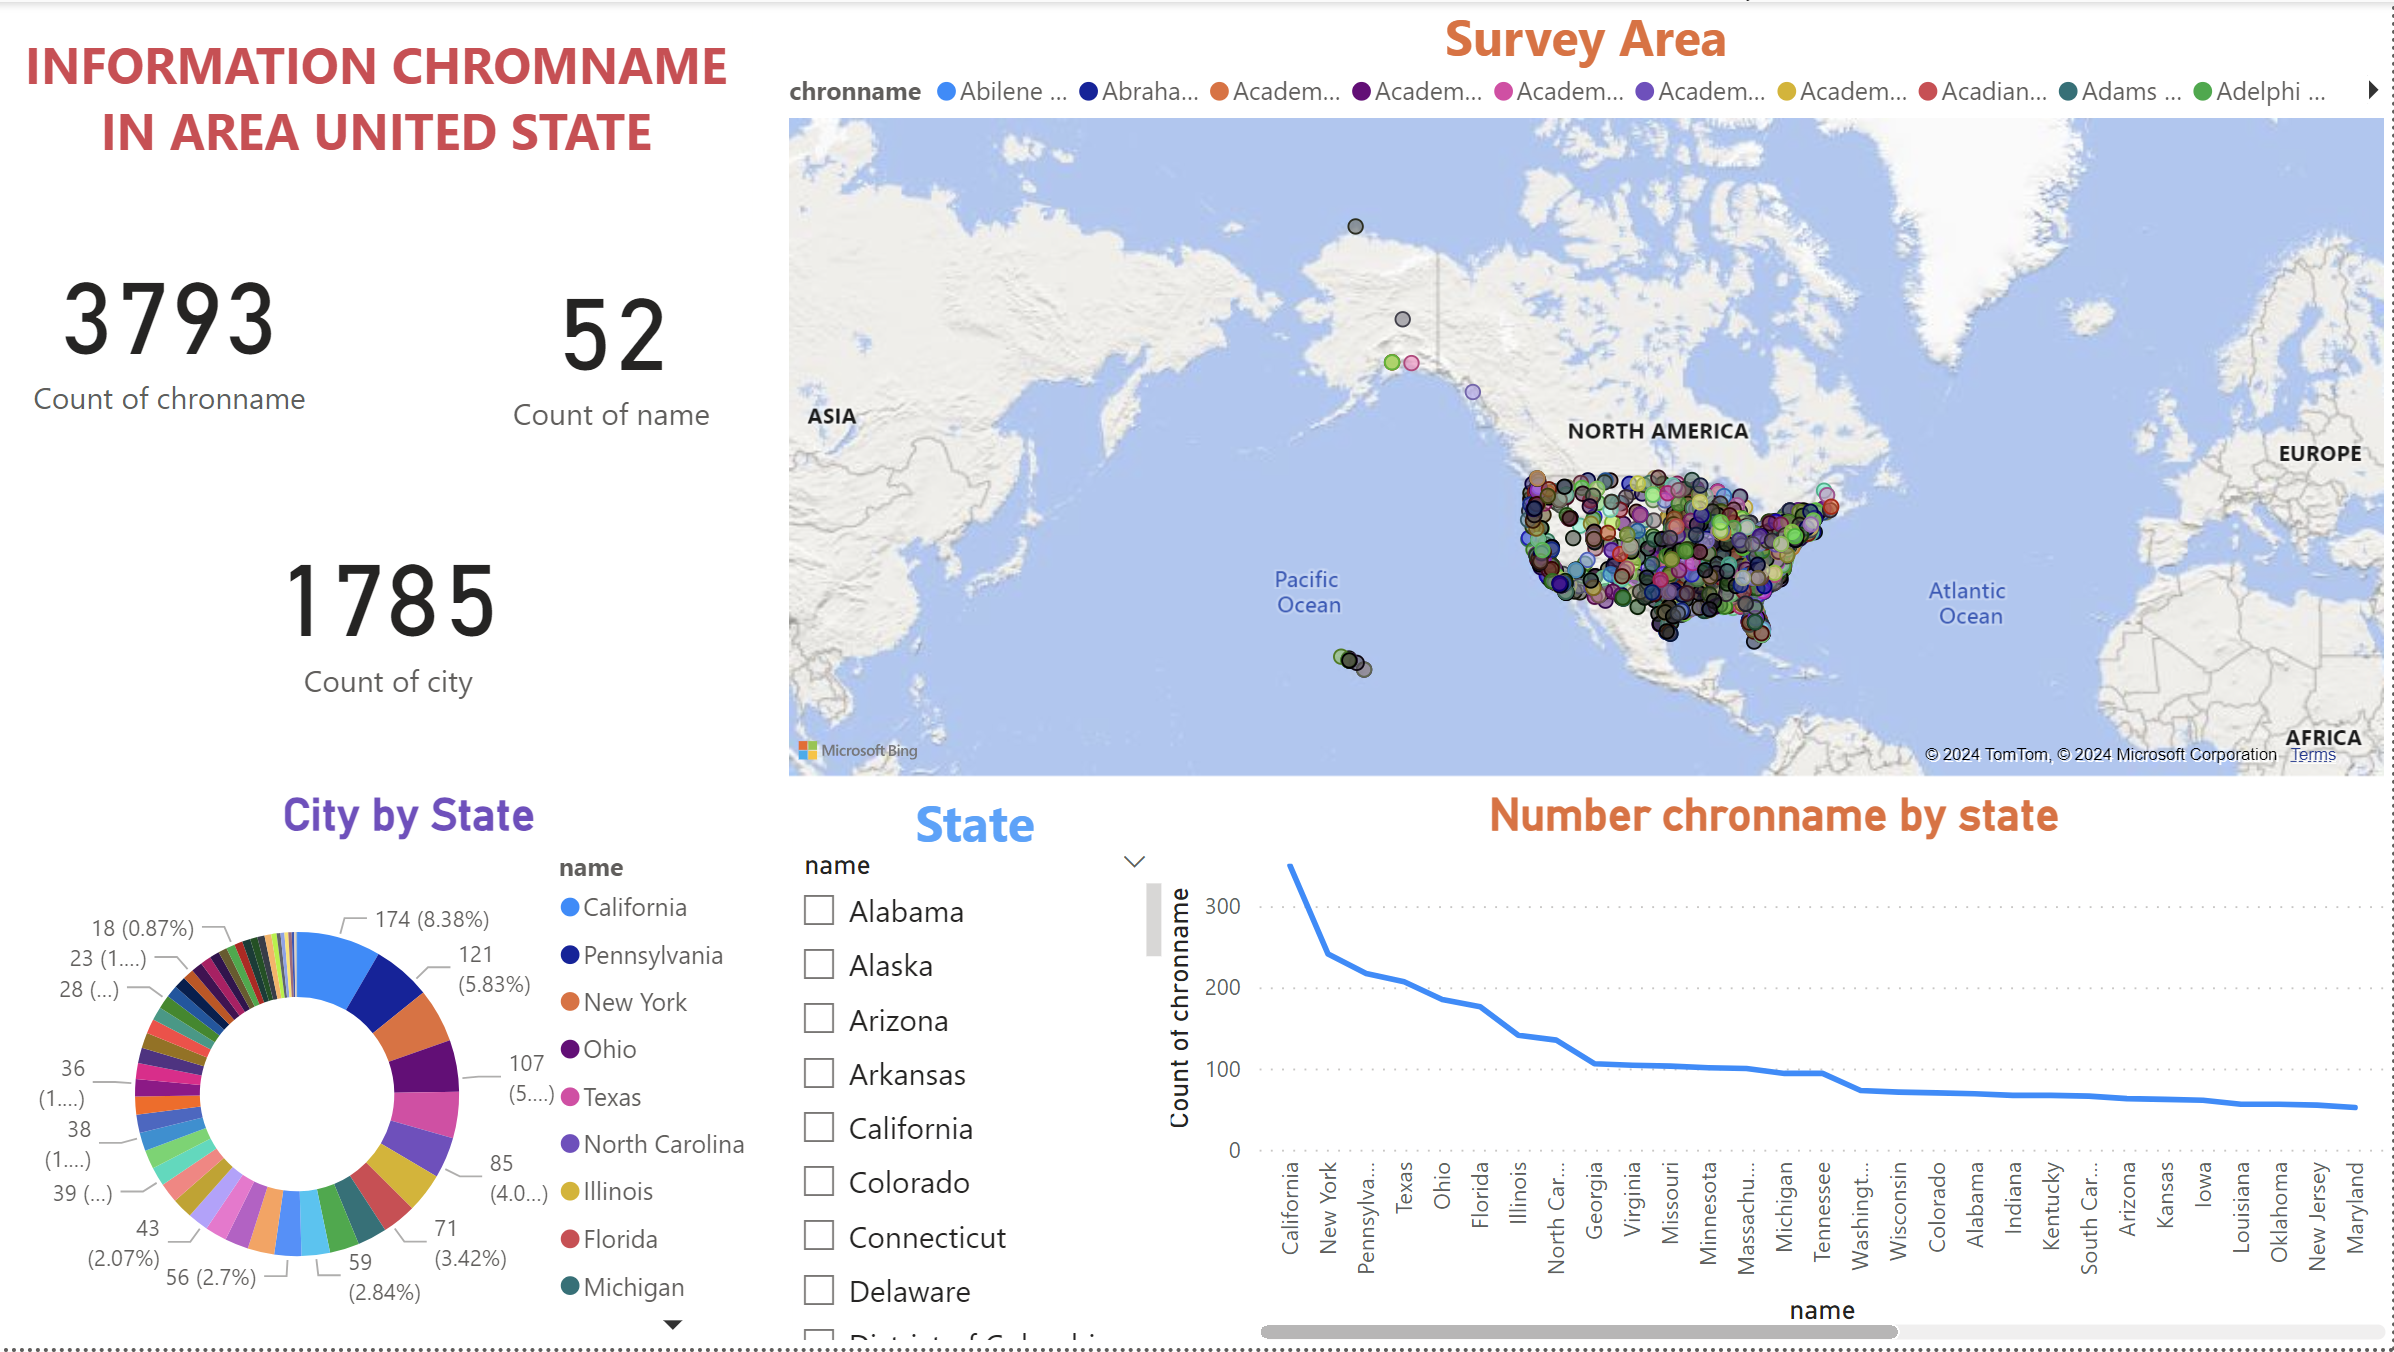 INFORMATION CHROMNAME
IN AREA UNITED STATE
3793
Count of chronname
52
Count of name
1785
Count of city
Survey Area
chronname
Abilene ...
Abraha...
Academ...
Academ...
Academ...
Academ...
Academ...
Acadian...
Adams ...
Adelphi ...
ASIA
NORTH AMERICA
EUROPE
Pacific
Ocean
Atlantic
Ocean
AFRICA
Microsoft Bing
© 2024 TomTom, © 2024 Microsoft Corporation Terms
City by State
174 (8.38%)
121
(5.83%)
107
(5....)
85
(4.0...)
71
(3.42%)
59
(2.84%)
56 (2.7%)
43
(2.07%)
39 (...)
38
(1....)
36
(1....)
28 (...)
23 (1....)
18 (0.87%)
name
California
Pennsylvania
New York
Ohio
Texas
North Carolina
Illinois
Florida
Michigan
State
name
Alabama
Alaska
Arizona
Arkansas
California
Colorado
Connecticut
Delaware
Number chronname by state
Count of chronname
300
200
100
0
California
New York
Pennsylva...
Texas
Ohio
Florida
Illinois
North Car...
Georgia
Virginia
Missouri
Minnesota
Massachu...
Michigan
Tennessee
Washingt...
Wisconsin
Colorado
Alabama
Indiana
Kentucky
South Car...
Arizona
Kansas
Iowa
Louisiana
Oklahoma
New Jersey
Maryland
name